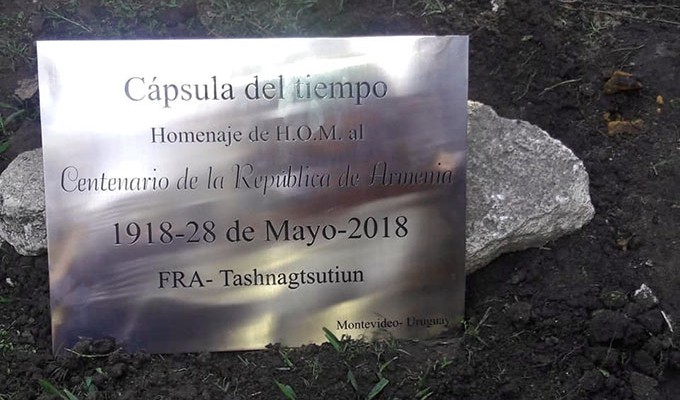 Cápsula del tiempo
Homenaje de H.O.M. al
Centenario de la República de Armenia
1918-28 de Mayo-2018
FRA- Tashnagtsutiun
Montevideo- Uruguay